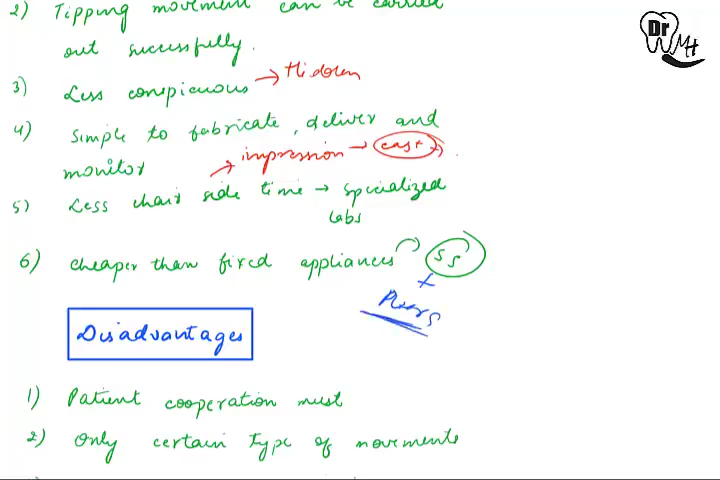 2) Tipping movement can be carried
out successfully.
Dr
MH
3) Less conspicuous → Hidden
4) Simple to fabricate, deliver and
monitor
impression → cast
5) Less chair side time → specialized
labs
6) cheaper than fixed appliances
SS
+
Disadvantages
1) Patient cooperation must
2) Only certain type of movements